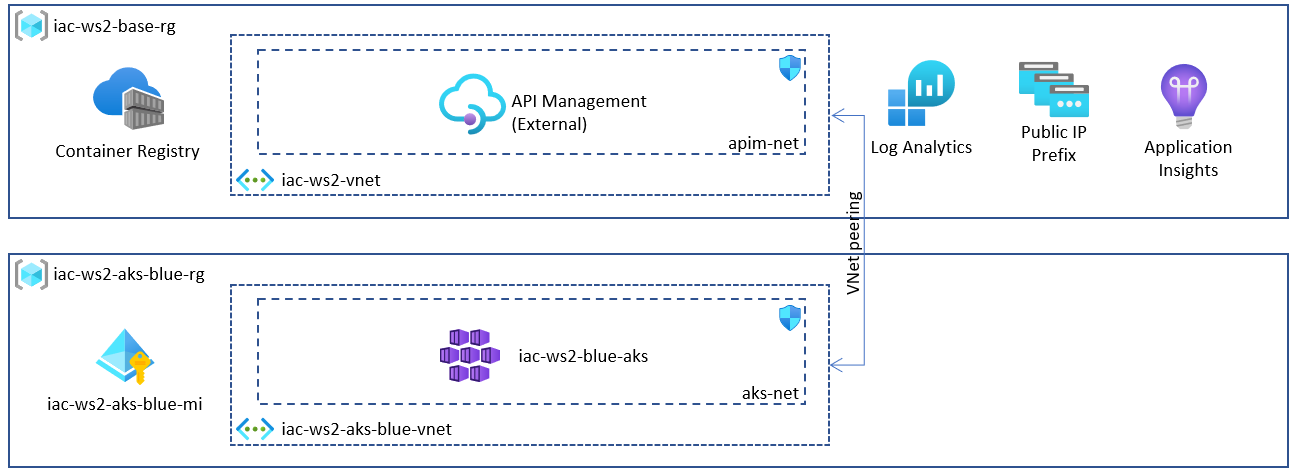 iac-ws2-base-rg
Container Registry
API Management
(External)
apim-net
iac-ws2-vnet
Log Analytics
Public IP
Prefix
Application
Insights
VNet peering
iac-ws2-aks-blue-rg
iac-ws2-aks-blue-mi
iac-ws2-blue-aks
aks-net
iac-ws2-aks-blue-vnet